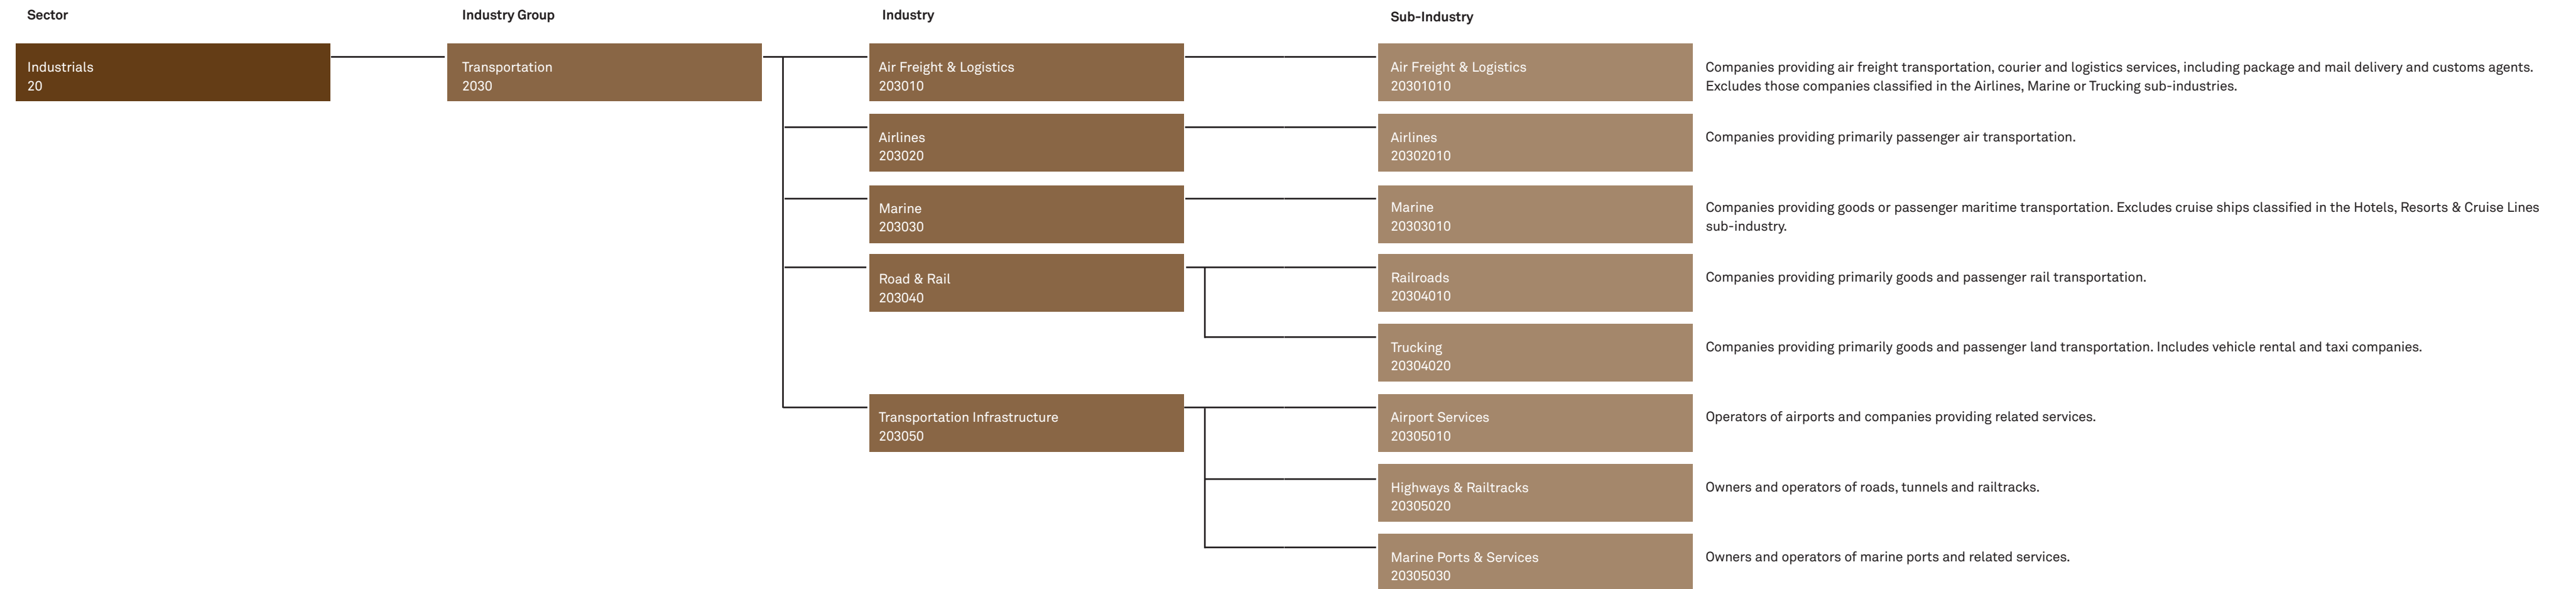 Sector
Industry Group
Industry
Sub-Industry
Industrials
20
Transportation
2030
Air Freight & Logistics
203010
Air Freight & Logistics
20301010
Companies providing air freight transportation, courier and logistics services, including package and mail delivery and customs agents.
Excludes those companies classified in the Airlines, Marine or Trucking sub-industries.
Airlines
203020
Airlines
20302010
Companies providing primarily passenger air transportation.
Marine
203030
Marine
20303010
Companies providing goods or passenger maritime transportation. Excludes cruise ships classified in the Hotels, Resorts & Cruise Lines
sub-industry.
Road & Rail
203040
Railroads
20304010
Companies providing primarily goods and passenger rail transportation.
Trucking
20304020
Companies providing primarily goods and passenger land transportation. Includes vehicle rental and taxi companies.
Transportation Infrastructure
203050
Airport Services
20305010
Operators of airports and companies providing related services.
Highways & Railtracks
20305020
Owners and operators of roads, tunnels and railtracks.
Marine Ports & Services
20305030
Owners and operators of marine ports and related services.